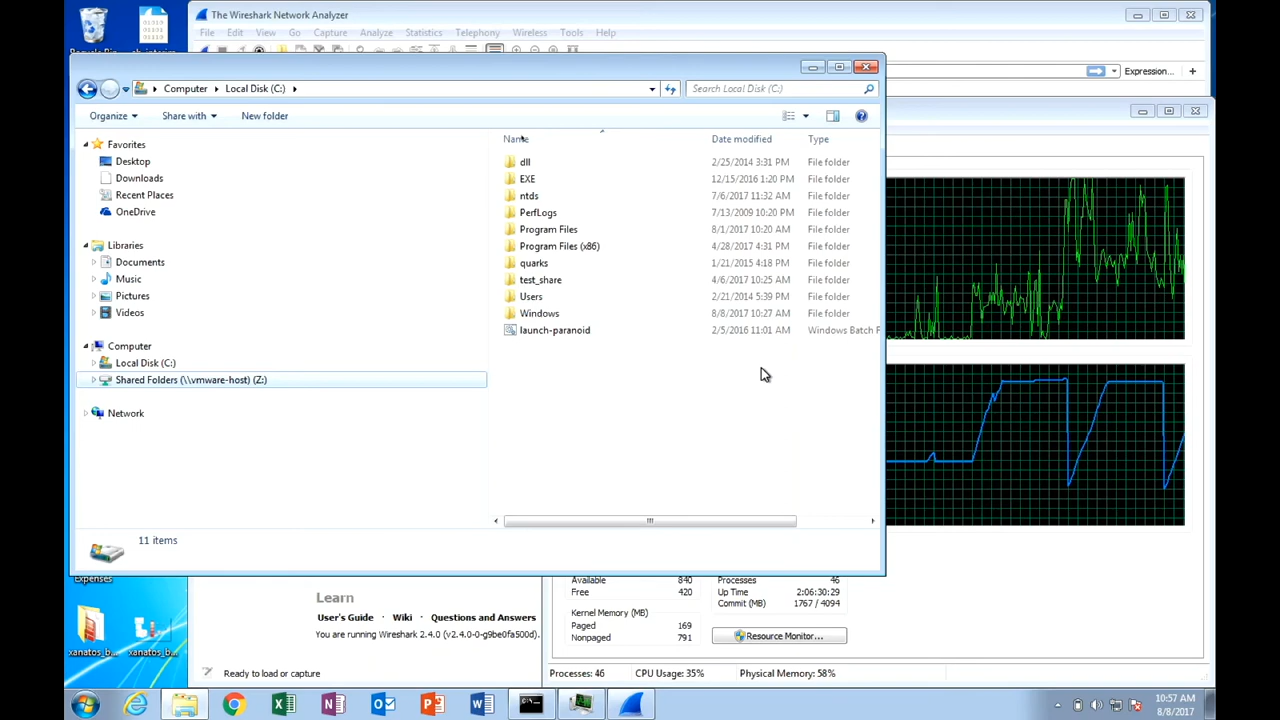 The Wireshark Network Analyzer
File Edit View Go Capture Analyze Statistics Telephony Wireless Tools Help
Expression... +
Computer Local Disk (C:)
Search Local Disk (C:)
Organize Share with New folder
Favorites
Desktop
Downloads
Recent Places
OneDrive
Libraries
Documents
Music
Pictures
Videos
Computer
Local Disk (C:)
Shared Folders (\\vmware-host) (Z:)
Network
Name Date modified Type
dll 2/25/2014 3:31 PM File folder
EXE 12/15/2016 1:20 PM File folder
ntds 7/6/2017 11:32 AM File folder
PerfLogs 7/13/2009 10:20 PM File folder
Program Files 8/1/2017 10:20 AM File folder
Program Files (x86) 4/28/2017 4:31 PM File folder
quarks 1/21/2015 4:18 PM File folder
test_share 4/6/2017 10:25 AM File folder
Users 2/21/2014 5:39 PM File folder
Windows 8/8/2017 10:27 AM File folder
launch-paranoid 2/5/2016 11:01 AM Windows Batch F
11 items
Expenses
xanatos_b... xanatos_b...
Learn
User's Guide · Wiki · Questions and Answers
You are running Wireshark 2.4.0 (v2.4.0-0-g9be0fa500d).
Ready to load or capture
Available 840
Free 420
Kernel Memory (MB)
Paged 169
Nonpaged 791
Processes 46
Up Time 2:06:30:29
Commit (MB) 1767 / 4094
Resource Monitor...
Processes: 46 CPU Usage: 35% Physical Memory: 58%
10:57 AM
8/8/2017